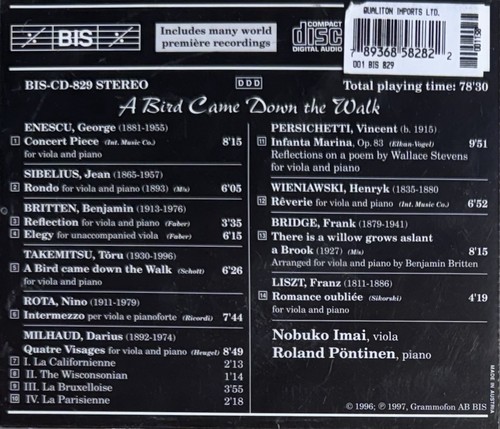 BIS
Includes many world
première recordings
COMPACT
disc
DIGITAL AUDIO
QUALITON IMPORTS LTD.
7 89368 58282 2
001 BIS 829
BIS-CD-829 STEREO
DDD
Total playing time: 78'30
A Bird Came Down the Walk
ENESCU, George (1881-1955)
1 Concert Piece (Int. Music Co.) 8'15
for viola and piano
SIBELIUS, Jean (1865-1957)
2 Rondo for viola and piano (1893) (M/s) 6'05
BRITTEN, Benjamin (1913-1976)
3 Reflection for viola and piano (Faber) 3'35
4 Elegy for unaccompanied viola (Faber) 6'15
TAKEMITSU, Tōru (1930-1996)
5 A Bird came down the Walk (Schott) 6'26
for viola and piano
ROTA, Nino (1911-1979)
6 Intermezzo per viola e pianoforte (Ricordi) 7'44
MILHAUD, Darius (1892-1974)
Quatre Visages for viola and piano (Heugel) 8'49
7 I. La Californienne 2'13
8 II. The Wisconsonian 1'14
9 III. La Bruxelloise 3'55
10 IV. La Parisienne 2'18
PERSICHETTI, Vincent (b. 1915)
11 Infanta Marina, Op. 83 (Elkan-Vogel) 9'51
Reflections on a poem by Wallace Stevens
for viola and piano
WIENIAWSKI, Henryk (1835-1880
12 Rêverie for viola and piano (Int. Music Co.) 6'52
BRIDGE, Frank (1879-1941)
13 There is a willow grows aslant
a Brook (1927) (M/s) 8'15
Arranged for viola and piano by Benjamin Britten
LISZT, Franz (1811-1886)
14 Romance oubliée (Sikorski) 4'19
for viola and piano
Nobuko Imai, viola
Roland Pöntinen, piano
© 1996; ℗ 1997, Grammofon AB BIS
MADE IN AUSTRIA